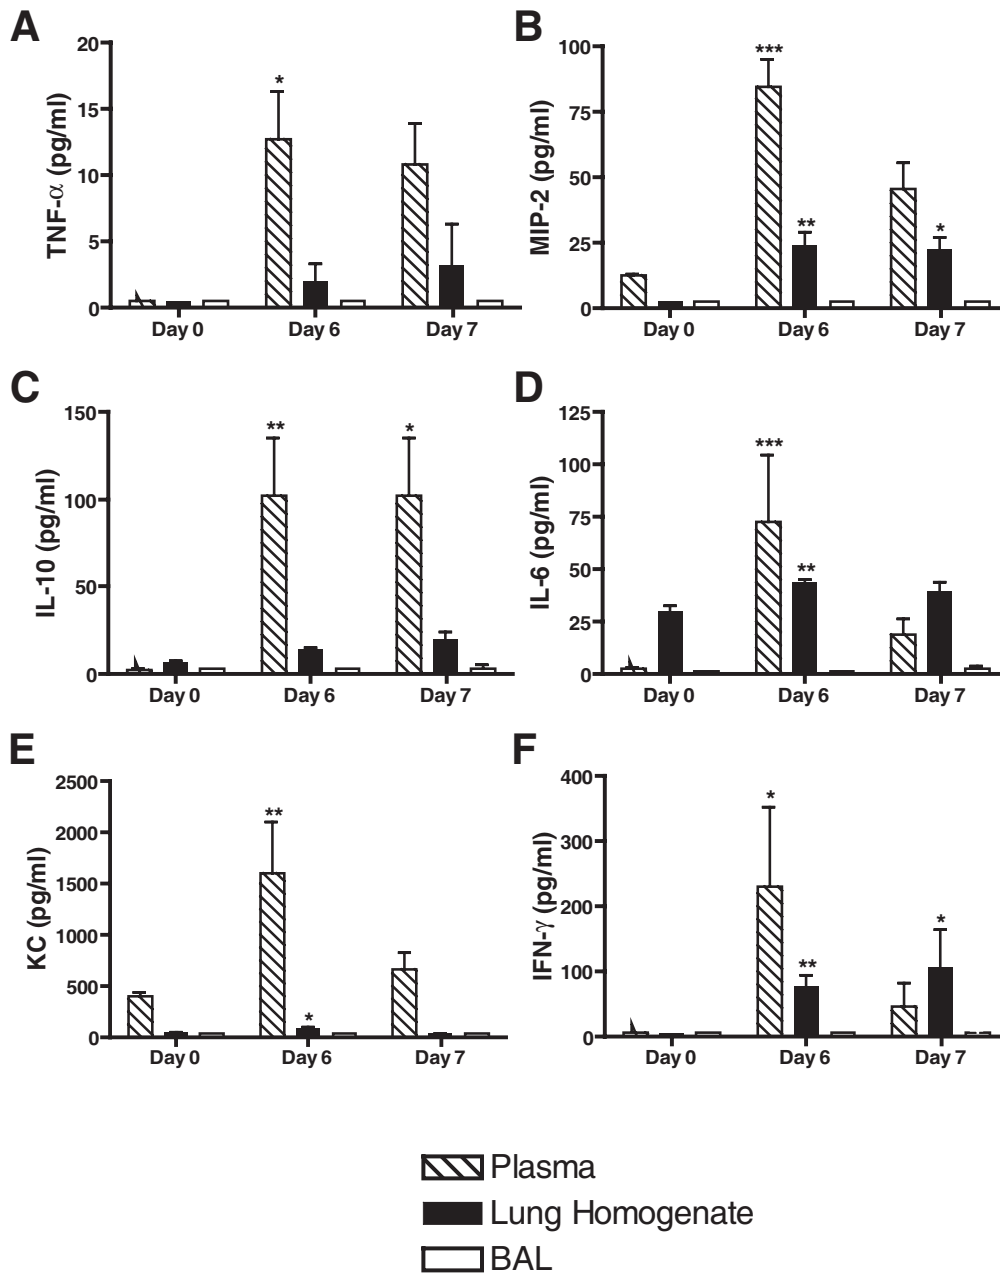 A
TNF-α (pg/ml)
20
15
10
5
0
*
Day 0
Day 6
Day 7
B
MIP-2 (pg/ml)
100
75
50
25
0
***
**
*
Day 0
Day 6
Day 7
C
IL-10 (pg/ml)
150
100
50
0
**
*
Day 0
Day 6
Day 7
D
IL-6 (pg/ml)
125
100
75
50
25
0
***
**
Day 0
Day 6
Day 7
E
KC (pg/ml)
2500
2000
1500
1000
500
0
**
*
Day 0
Day 6
Day 7
F
IFN-γ (pg/ml)
400
300
200
100
0
*
**
*
Day 0
Day 6
Day 7
Plasma
Lung Homogenate
BAL